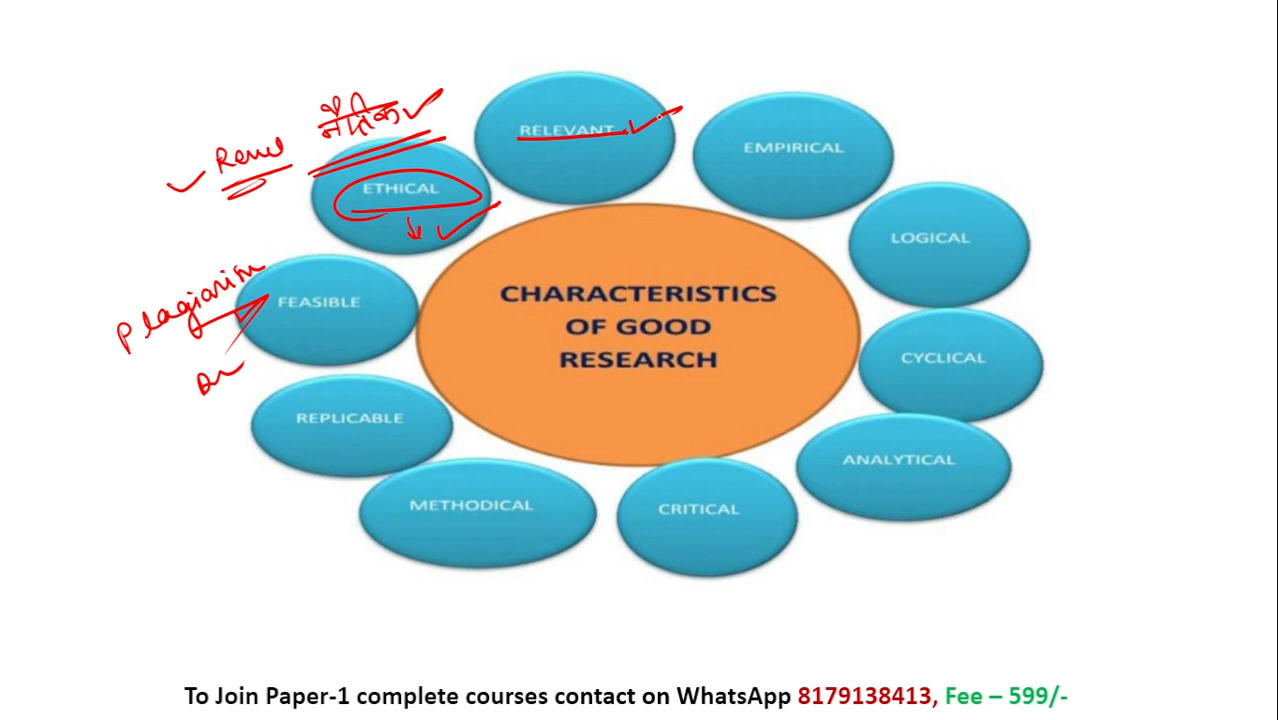 RELEVANT
EMPIRICAL
ETHICAL
LOGICAL
plagiarism
FEASIBLE
CHARACTERISTICS
OF GOOD
RESEARCH
CYCLICAL
REPLICABLE
ANALYTICAL
METHODICAL
CRITICAL
To Join Paper-1 complete courses contact on WhatsApp 8179138413, Fee – 599/-